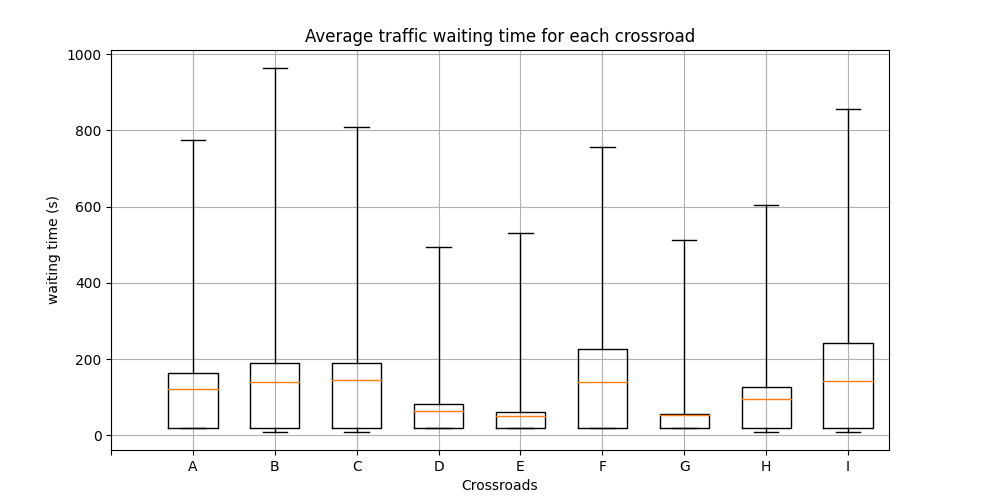 Average traffic waiting time for each crossroad
1000
800
600
400
200
0
waiting time (s)
A B C D E F G H I
Crossroads